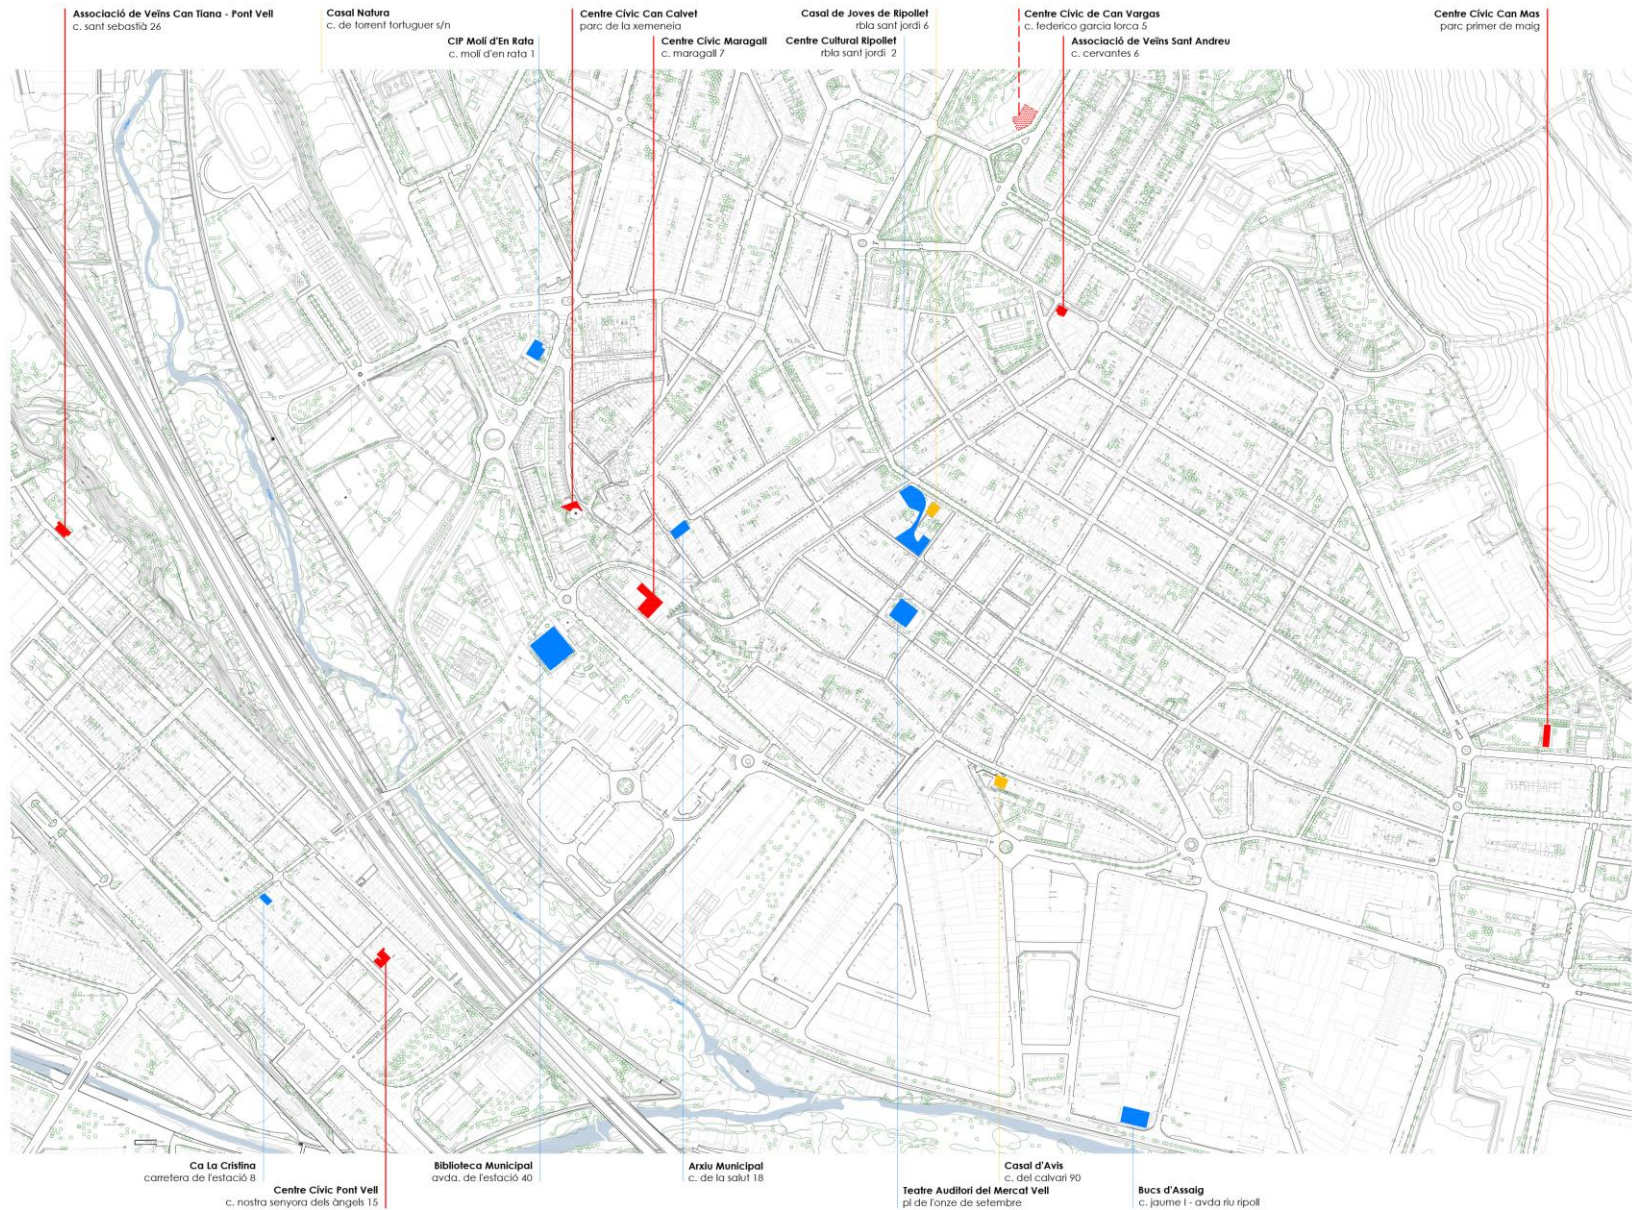 Associació de Veïns Can Tiana - Pont Vell
c. sant sebastià 26
Casal Natura
c. de torrent tortuguer s/n
CIP Molí d'En Rata
c. molí d'en rata 1
Centre Cívic Can Calvet
parc de la xemeneia
Centre Cívic Maragall
c. maragall 7
Casal de Joves de Ripollet
rbla sant jordi 6
Centre Cultural Ripollet
rbla sant jordi 2
Centre Cívic de Can Vargas
c. federico garcia lorca 5
Associació de Veïns Sant Andreu
c. cervantes 6
Centre Cívic Can Mas
parc primer de maig
Ca La Cristina
carretera de l'estació 8
Centre Cívic Pont Vell
c. nostra senyora dels àngels 15
Biblioteca Municipal
avda. de l'estació 40
Arxiu Municipal
c. de la salut 18
Teatre Auditori del Mercat Vell
pl de l'onze de setembre
Casal d'Avis
c. del calvari 90
Bucs d'Assaig
c. jaume I - avda riu ripoll